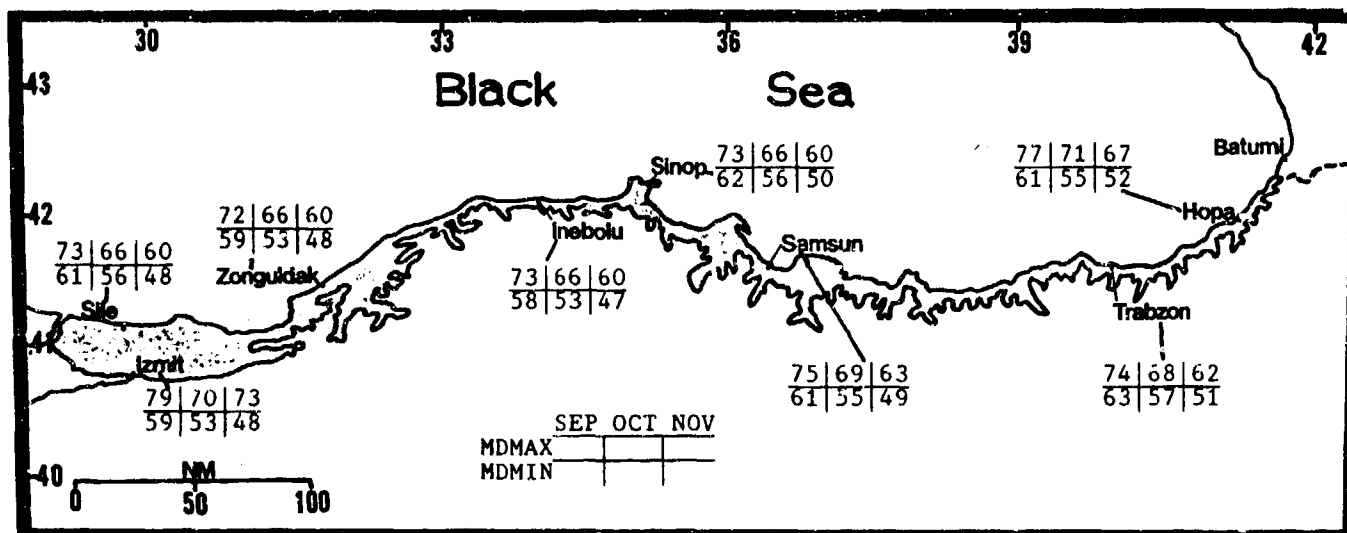 30 33 36 39 42
43
Black Sea
Batumi
Sinop
73 66 60
62 56 50
77 71 67
61 55 52
Hopa
42
72 66 60
59 53 48
Zonguldak
Inebolu
73 66 60
58 53 47
Samsun
73 66 60
61 56 48
Sile
41
Izmit
79 70 73
59 53 48
Trabzon
75 69 63
61 55 49
74 68 62
63 57 51
SEP OCT NOV
MDMAX
MDMIN
40
NM
0 50 100